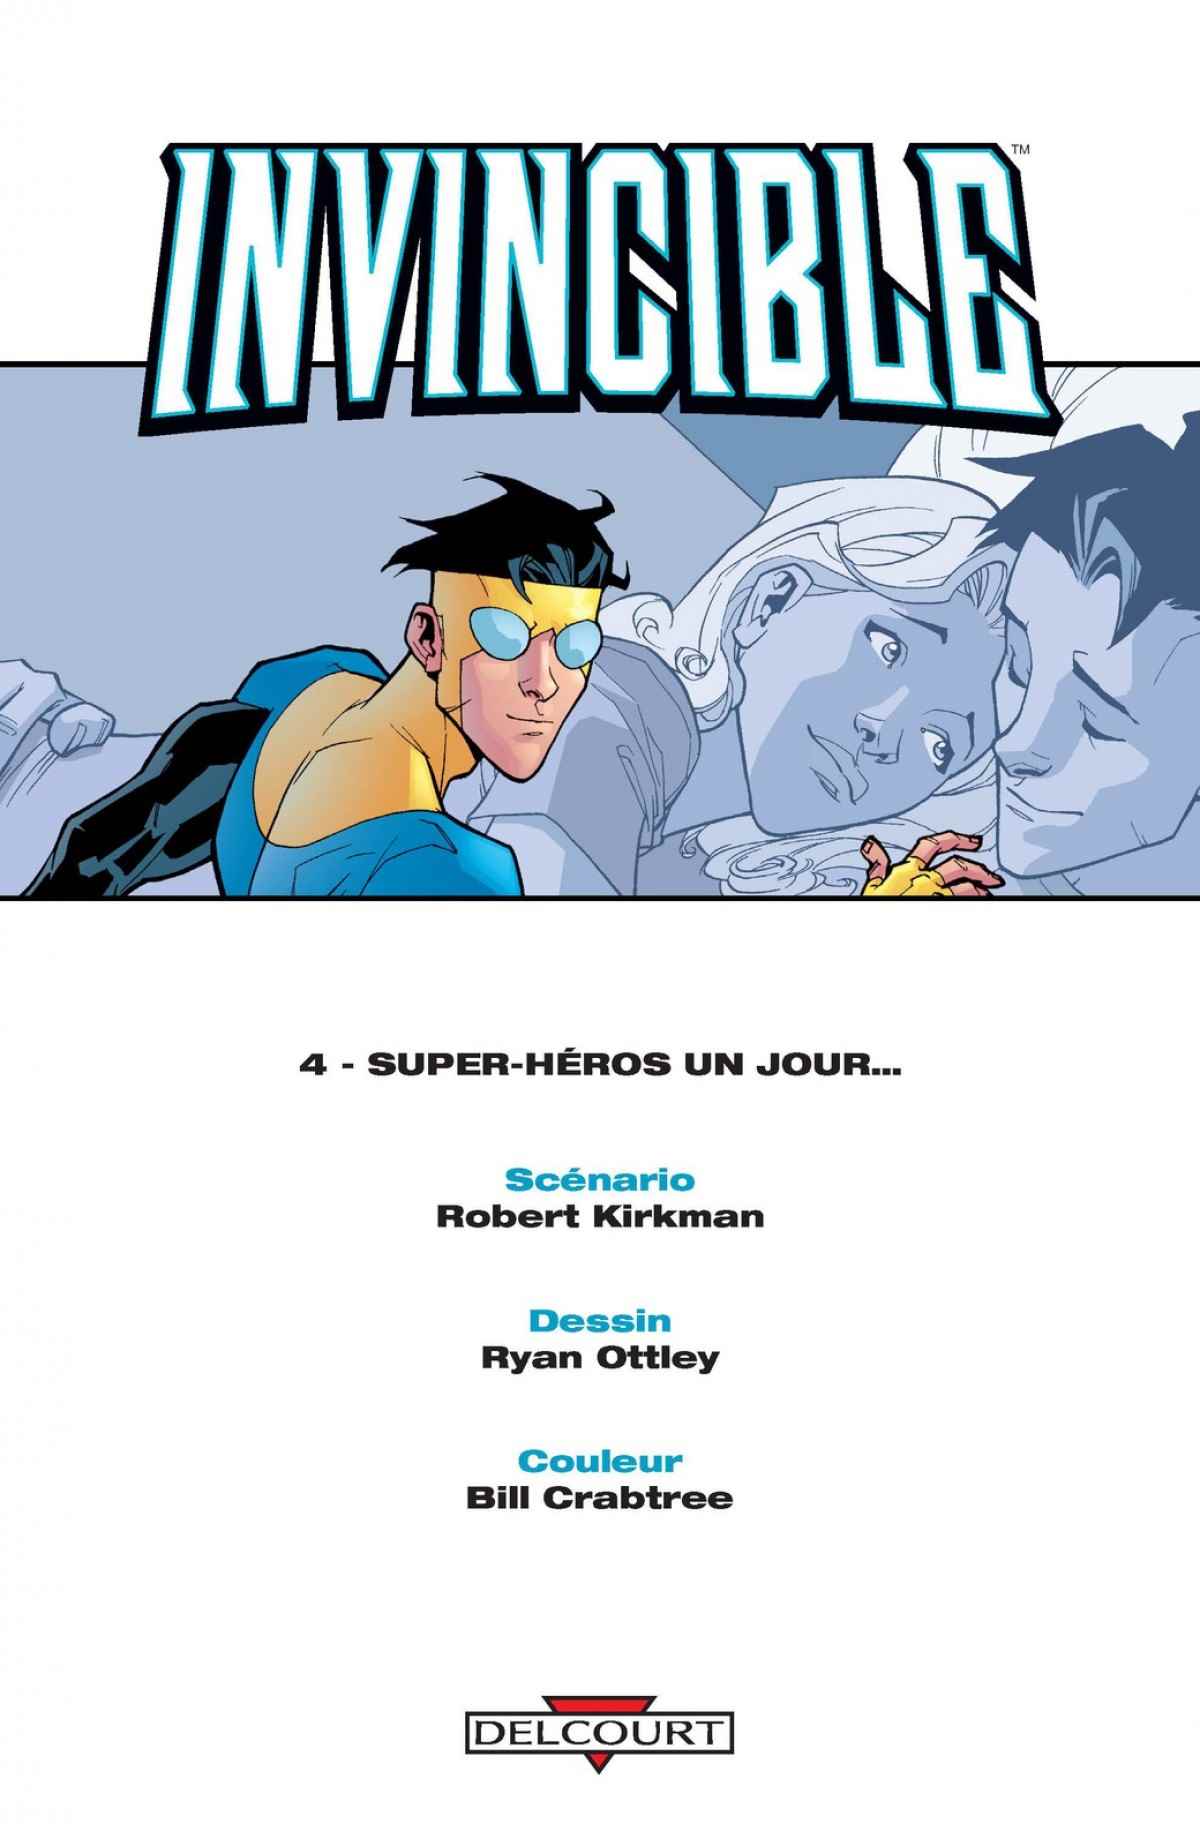 INVINCIBLE™
4 - SUPER-HÉROS UN JOUR...
Scénario
Robert Kirkman
Dessin
Ryan Ottley
Couleur
Bill Crabtree
DELCOURT